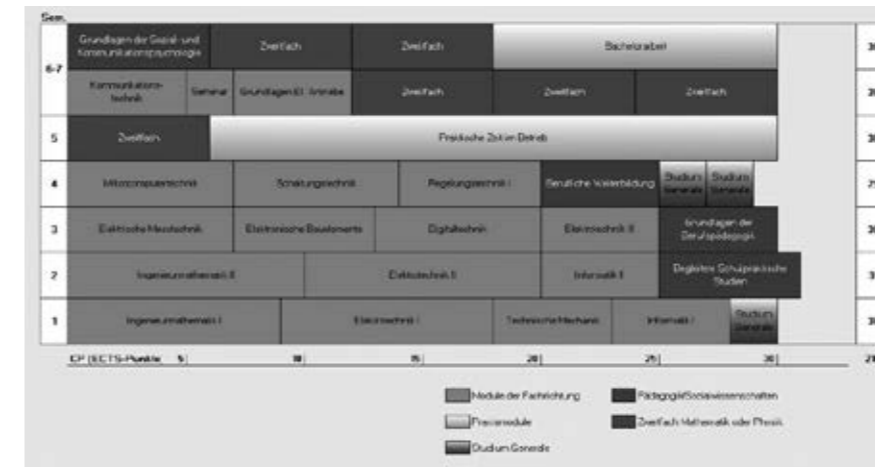 Sem.
Grundlagen der Sozial- und
Kommunikationspsychologie
Zweitfach
Zweitfach
Bachelorarbeit
6-7
Kommunikations-
technik
Seminar
Grundlagen El. Antriebe
Zweitfach
Zweitfach
Zweitfach
5
Zweitfach
Praktische Zeit im Betrieb
4
Mikrocomputertechnik
Schaltungstechnik
Regelungstechnik I
Berufliche Weiterbildung
Studium
Generale
Studium
Generale
3
Elektrische Messtechnik
Elektronische Bauelemente
Digitaltechnik
Elektrotechnik III
Grundlagen der
Berufspädagogik
2
Ingenieurmathematik II
Elektrotechnik II
Informatik II
Begleitete Schulpraktische
Studien
1
Ingenieurmathematik I
Elektrotechnik I
Technische Mechanik
Informatik I
Studium
Generale
CP (ECTS-Punkte) 5| 10| 15| 20| 25| 30|
Module der Fachrichtung
Pädagogik/Sozialwissenschaften
Praxismodule
Zweitfach Mathematik oder Physik
Studium Generale